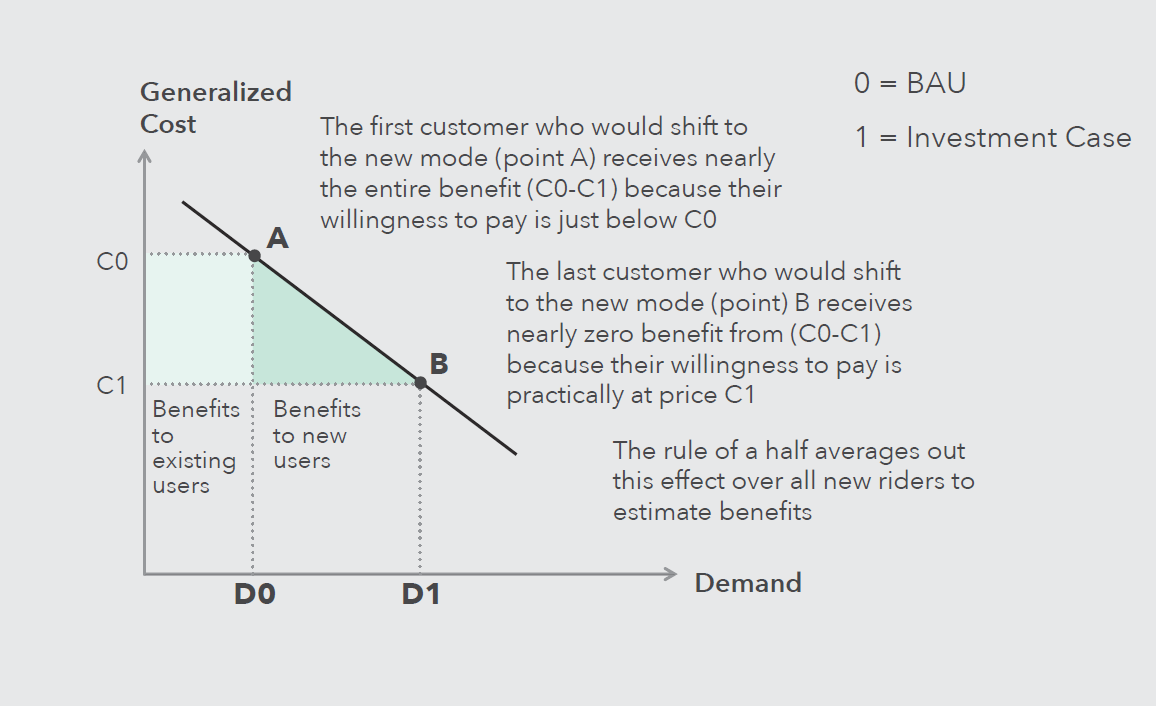 Generalized
Cost
0 = BAU
1 = Investment Case
The first customer who would shift to
the new mode (point A) receives nearly
the entire benefit (C0-C1) because their
willingness to pay is just below C0
A
C0
The last customer who would shift
to the new mode (point) B receives
nearly zero benefit from (C0-C1)
because their willingness to pay is
practically at price C1
B
C1
Benefits
to
existing
users
Benefits
to new
users
The rule of a half averages out
this effect over all new riders to
estimate benefits
D0
D1
Demand